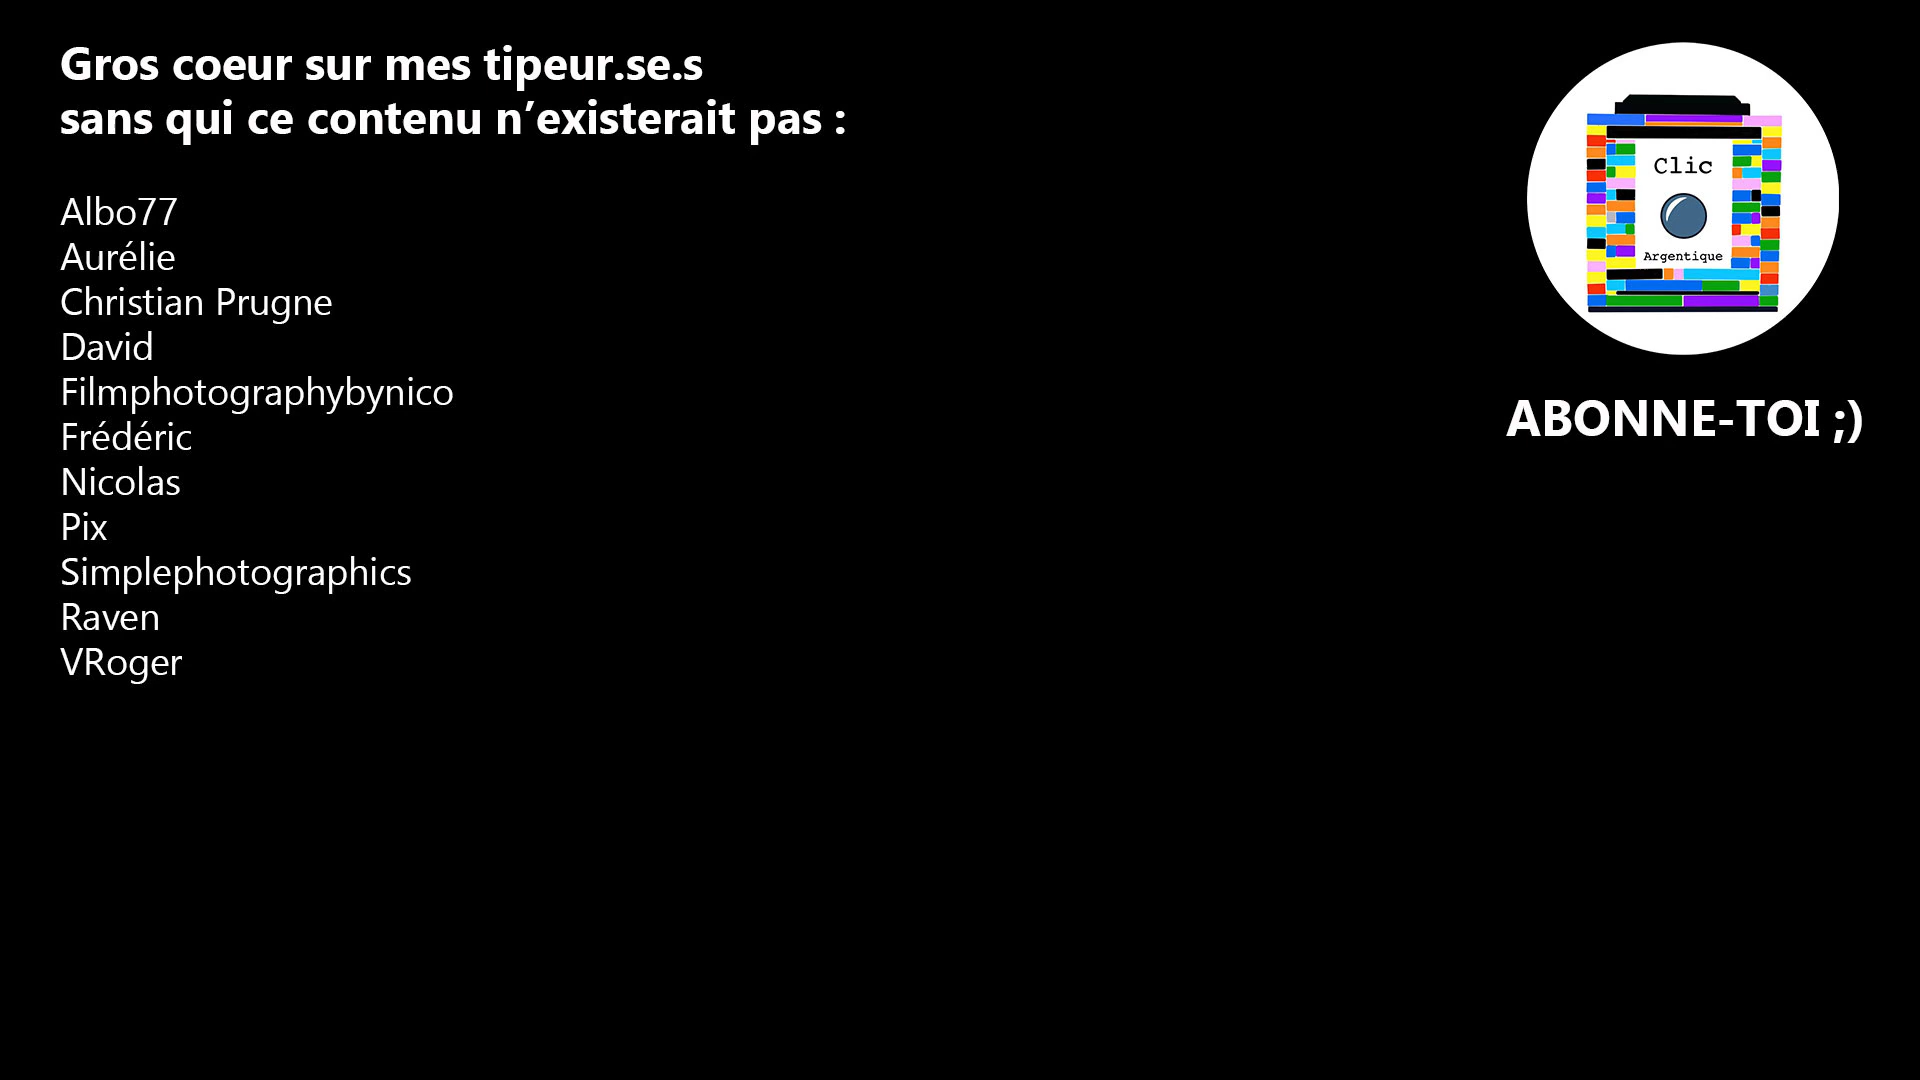 Gros coeur sur mes tipeur.se.s
sans qui ce contenu n’existerait pas :
Albo77
Aurélie
Christian Prugne
David
Filmphotographybynico
Frédéric
Nicolas
Pix
Simplephotographics
Raven
VRoger
Clic
Argentique
ABONNE-TOI ;)